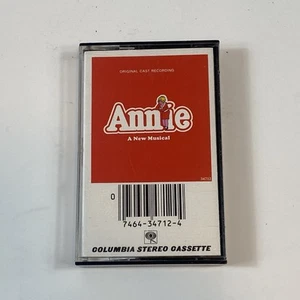 ORIGINAL CAST RECORDING
Annie
A New Musical
0
7464-34712-4
COLUMBIA STEREO CASSETTE